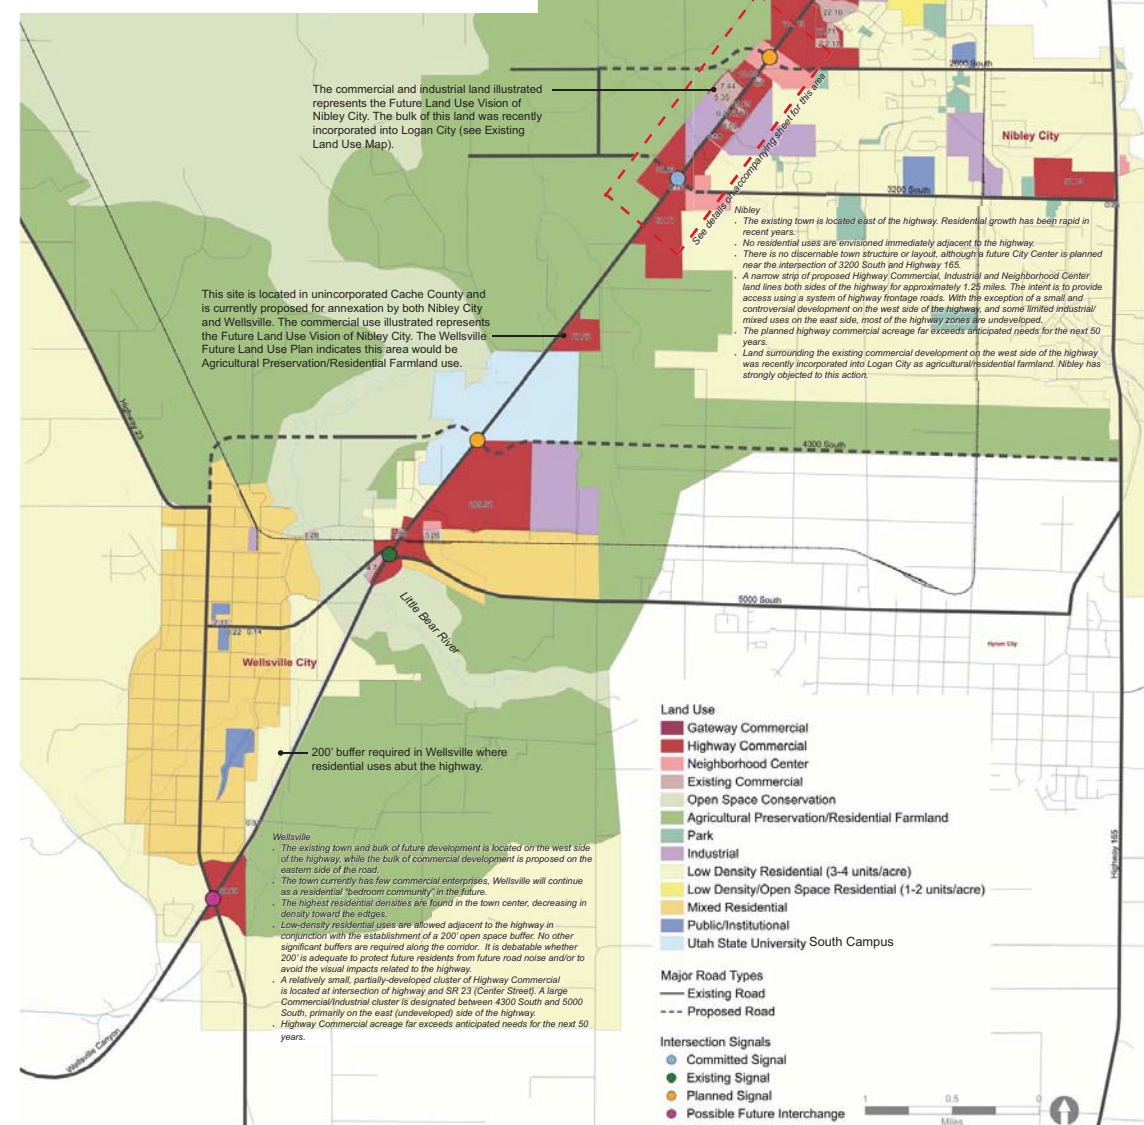 22.16
2600 South
The commercial and industrial land illustrated
represents the Future Land Use Vision of
Nibley City. The bulk of this land was recently
incorporated into Logan City (see Existing
Land Use Map).
7.44
5.35
Nibley City
See details on accompanying sheet for this area
3200 South
Nibley
. The existing town is located east of the highway. Residential growth has been rapid in
recent years.
. No residential uses are envisioned immediately adjacent to the highway.
. There is no discernable town structure or layout, although a future City Center is planned
near the intersection of 3200 South and Highway 165.
. A narrow strip of proposed Highway Commercial, Industrial and Neighborhood Center
land lines both sides of the highway for approximately 1.25 miles. The intent is to provide
access using a system of highway frontage roads. With the exception of a small and
controversial development on the west side of the highway, and some limited industrial/
mixed uses on the east side, most of the highway zones are undeveloped.
. The planned highway commercial acreage far exceeds anticipated needs for the next 50
years.
. Land surrounding the existing commercial development on the west side of the highway
was recently incorporated into Logan City as agricultural/residential farmland. Nibley has
strongly objected to this action.
This site is located in unincorporated Cache County and
is currently proposed for annexation by both Nibley City
and Wellsville. The commercial use illustrated represents
the Future Land Use Vision of Nibley City. The Wellsville
Future Land Use Plan indicates this area would be
Agricultural Preservation/Residential Farmland use.
Highway 23
4300 South
1.28
5.26
4.7
Little Bear River
5000 South
2.11
0.22 0.14
Wellsville City
Hyrum City
200' buffer required in Wellsville where
residential uses abut the highway.
Wellsville
. The existing town and bulk of future development is located on the west side
of the highway, while the bulk of commercial development is proposed on the
eastern side of the road.
. The town currently has few commercial enterprises, Wellsville will continue
as a residential "bedroom community" in the future.
. The highest residential densities are found in the town center, decreasing in
density toward the edtges.
. Low-density residential uses are allowed adjacent to the highway in
conjunction with the establishment of a 200' open space buffer. No other
significant buffers are required along the corridor. It is debatable whether
200' is adequate to protect future residents from future road noise and/or to
avoid the visual impacts related to the highway.
. A relatively small, partially-developed cluster of Highway Commercial
is located at intersection of highway and SR 23 (Center Street). A large
Commercial/Industrial cluster is designated between 4300 South and 5000
South, primarily on the east (undeveloped) side of the highway.
. Highway Commercial acreage far exceeds anticipated needs for the next 50
years.
Wellsville Canyon
Land Use
Gateway Commercial
Highway Commercial
Neighborhood Center
Existing Commercial
Open Space Conservation
Agricultural Preservation/Residential Farmland
Park
Industrial
Low Density Residential (3-4 units/acre)
Low Density/Open Space Residential (1-2 units/acre)
Mixed Residential
Public/Institutional
Utah State University South Campus
Highway 165
Major Road Types
Existing Road
Proposed Road
Intersection Signals
Committed Signal
Existing Signal
Planned Signal
Possible Future Interchange
1 0.5 0
Miles